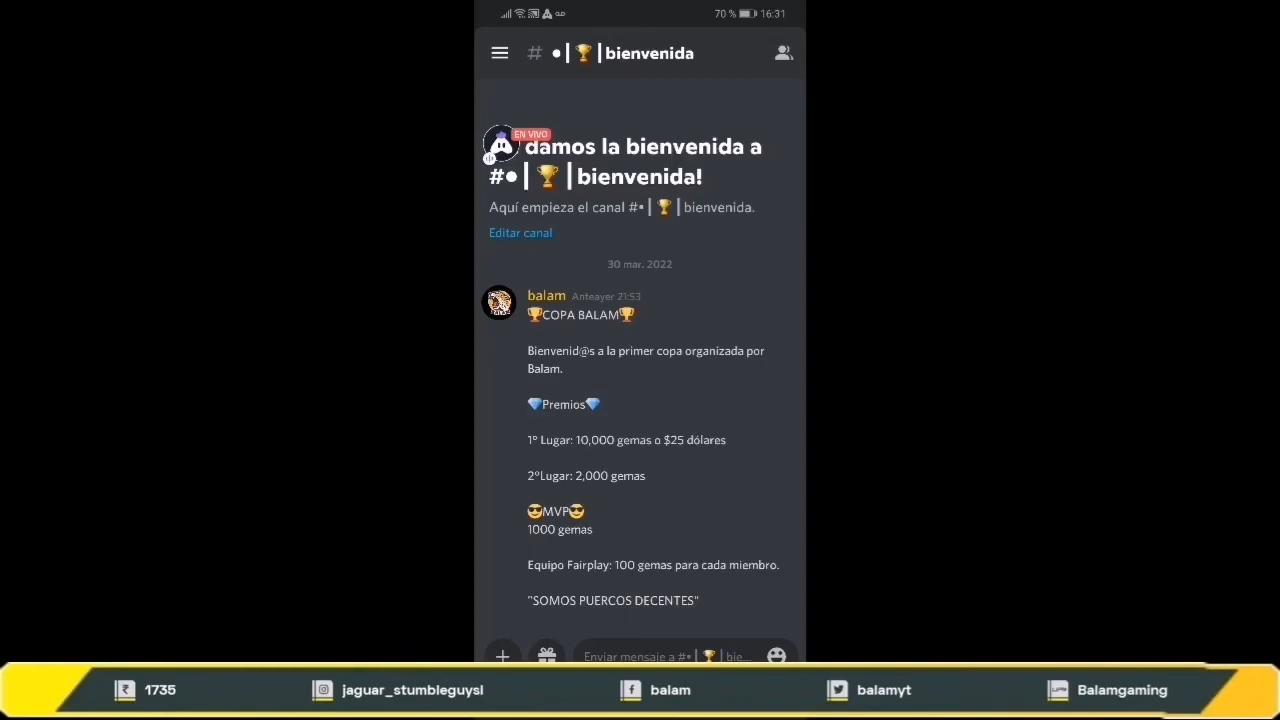 70 % 16:31
# •|🏆|bienvenida
EN VIVO
damos la bienvenida a
#•|🏆|bienvenida!
Aquí empieza el canal #•|🏆|bienvenida.
Editar canal
30 mar. 2022
balam Anteayer 21:53
🏆COPA BALAM🏆
Bienvenid@s a la primer copa organizada por
Balam.
💎Premios💎
1° Lugar: 10,000 gemas o $25 dólares
2°Lugar: 2,000 gemas
😎MVP😎
1000 gemas
Equipo Fairplay: 100 gemas para cada miembro.
"SOMOS PUERCOS DECENTES"
Enviar mensaje a #•|🏆|bie...
1735 jaguar_stumbleguysl balam balamyt Balamgaming